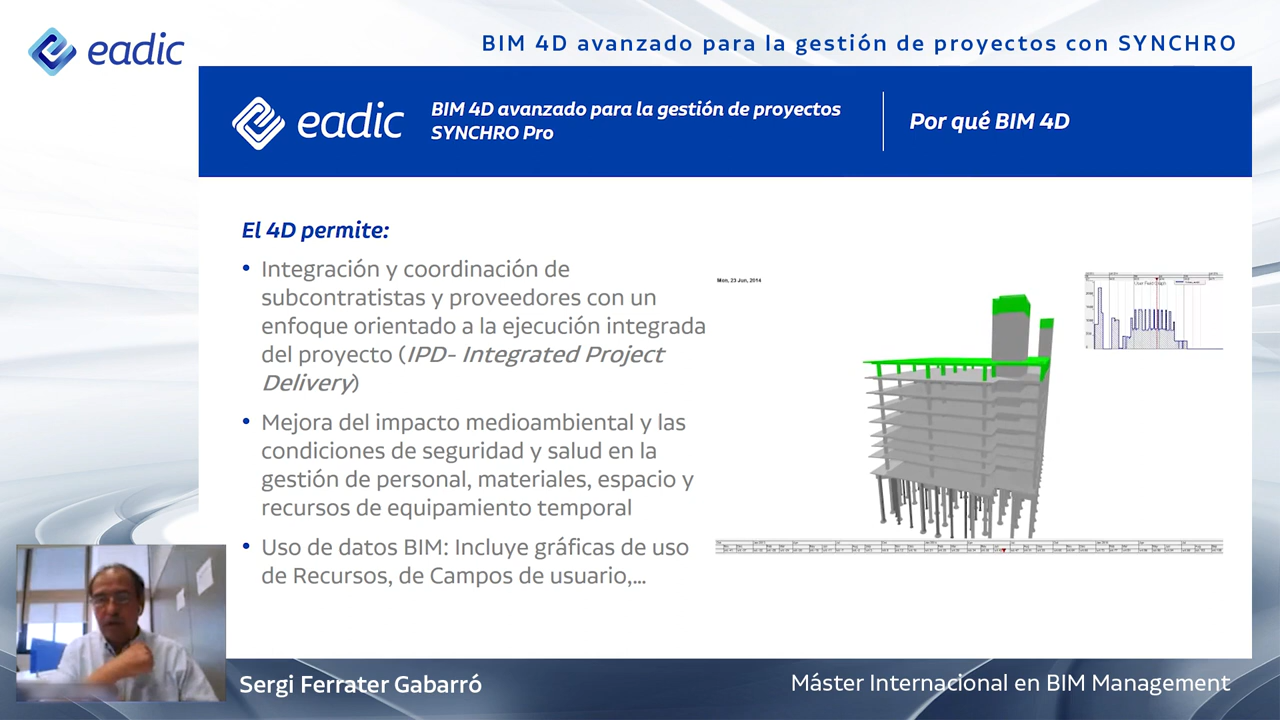 eadic
BIM 4D avanzado para la gestión de proyectos con SYNCHRO
eadic
BIM 4D avanzado para la gestión de proyectos
SYNCHRO Pro
Por qué BIM 4D
El 4D permite:
• Integración y coordinación de
subcontratistas y proveedores con un
enfoque orientado a la ejecución integrada
del proyecto (IPD- Integrated Project
Delivery)
• Mejora del impacto medioambiental y las
condiciones de seguridad y salud en la
gestión de personal, materiales, espacio y
recursos de equipamiento temporal
• Uso de datos BIM: Incluye gráficas de uso
de Recursos, de Campos de usuario,...
Mon, 23 Jun, 2014
User Field Graph
Sergi Ferrater Gabarró
Máster Internacional en BIM Management